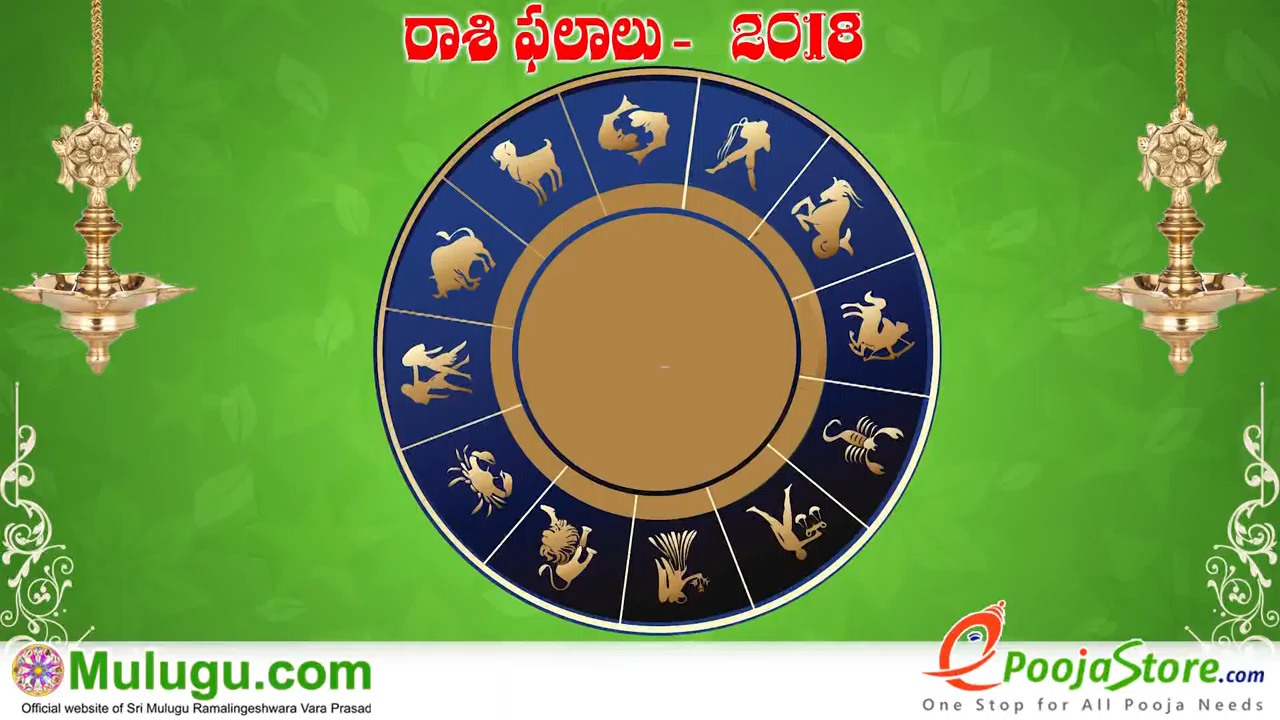 రాశి ఫలాలు - 2018
Mulugu.com
Official website of Sri Mulugu Ramalingeshwara Vara Prasad
ePoojaStore.com
One Stop for All Pooja Needs